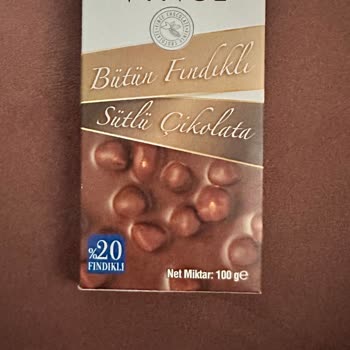 Bütün Fındıklı
Sütlü Çikolata
%20
FINDIKLI
Net Miktar: 100 g℮